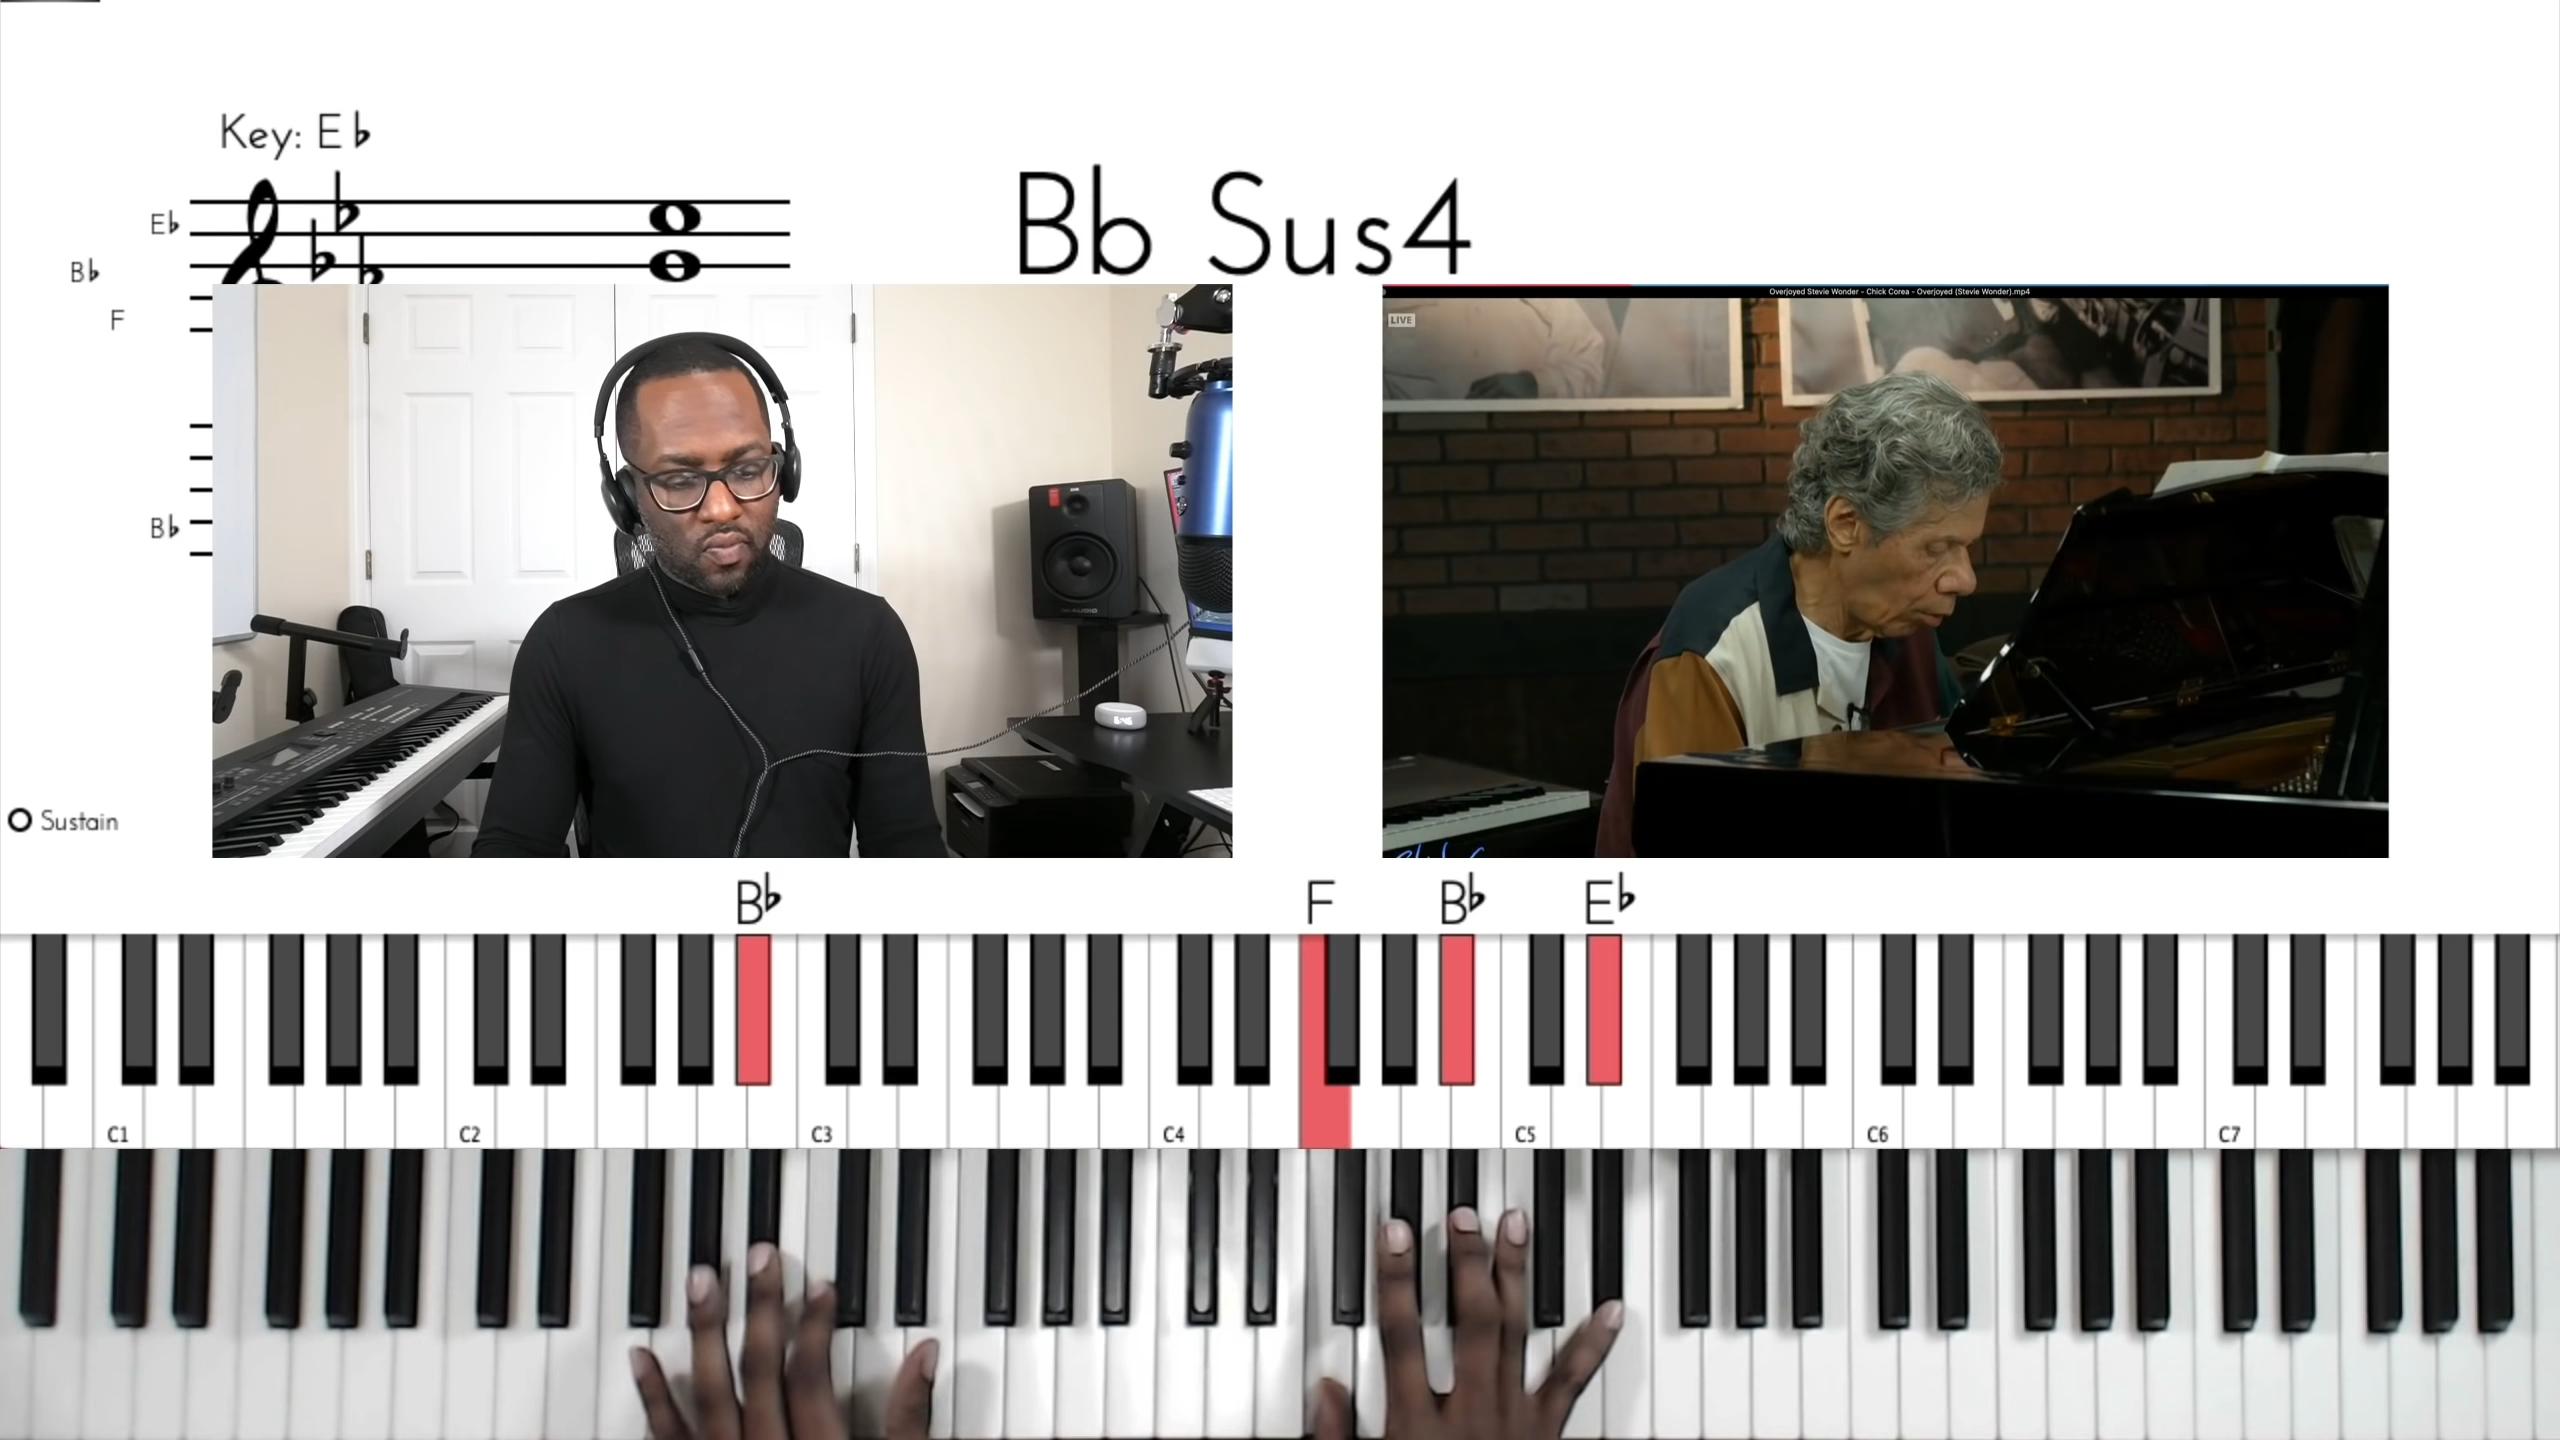 Key: E♭
Bb Sus4
E♭
B♭
F
B♭
Overjoyed Stevie Wonder - Chick Corea - Overjoyed (Stevie Wonder).mp4
LIVE
Sustain
B♭ F B♭ E♭
C1 C2 C3 C4 C5 C6 C7